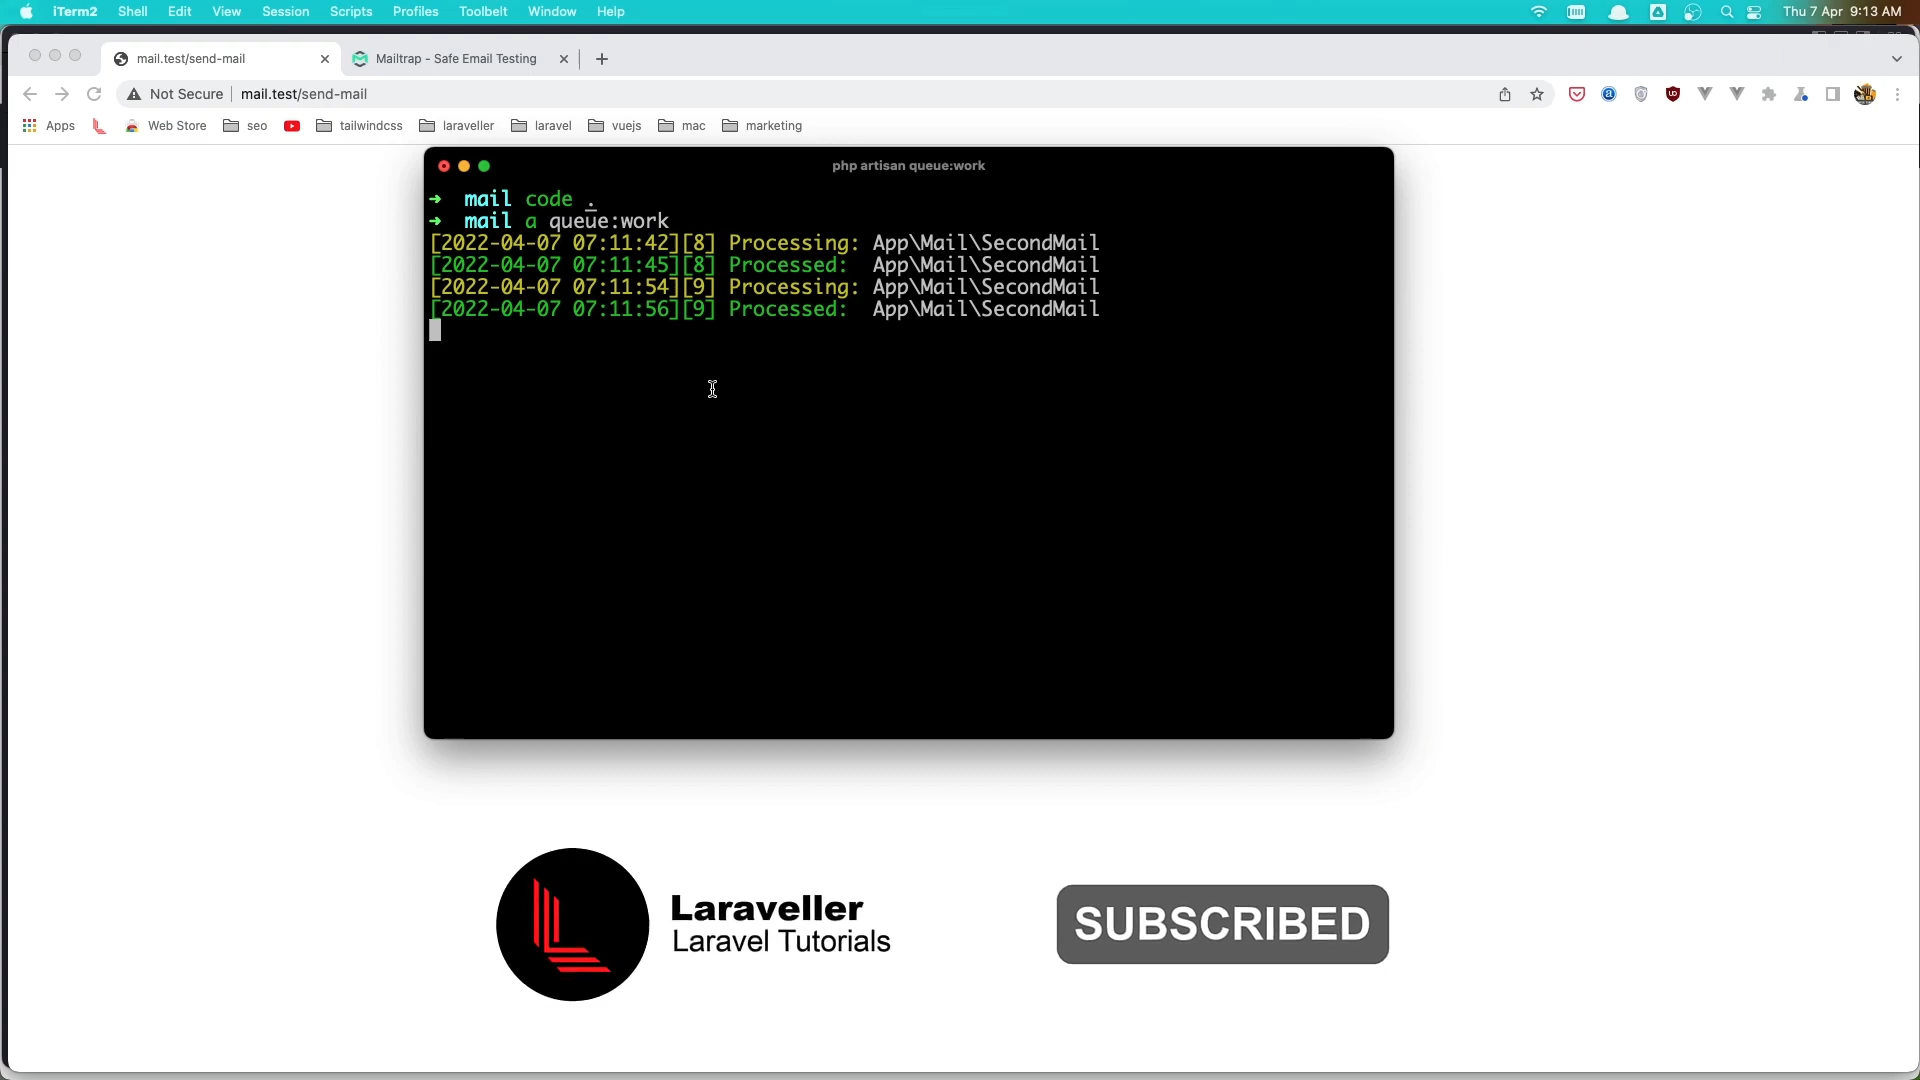 iTerm2 Shell Edit View Session Scripts Profiles Toolbelt Window Help Thu 7 Apr 9:13 AM
mail.test/send-mail Mailtrap - Safe Email Testing
Not Secure mail.test/send-mail
Apps Web Store seo tailwindcss laraveller laravel vuejs mac marketing
php artisan queue:work
➜ mail code .
➜ mail a queue:work
[2022-04-07 07:11:42][8] Processing: App\Mail\SecondMail
[2022-04-07 07:11:45][8] Processed: App\Mail\SecondMail
[2022-04-07 07:11:54][9] Processing: App\Mail\SecondMail
[2022-04-07 07:11:56][9] Processed: App\Mail\SecondMail
Laraveller
Laravel Tutorials
SUBSCRIBED